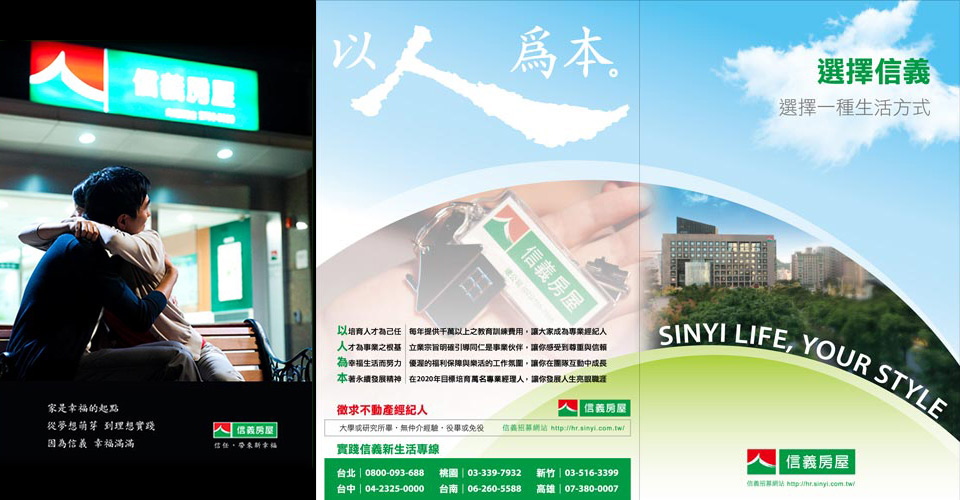 信義房屋
家是幸福的起點
從夢想萌芽 到理想實踐
因為信義 幸福滿滿
信義房屋
信任,帶來新幸福
以人為本。
信義房屋
以培育人才為己任 每年提供千萬以上之教育訓練費用,讓大家成為專業經紀人
人才為事業之根基 立業宗旨明確引導同仁是事業伙伴,讓你感受到尊重與信賴
為幸福生活而努力 優渥的福利保障與樂活的工作氛圍,讓你在團隊互動中成長
本著永續發展精神 在2020年目標培育萬名專業經理人,讓你發展人生亮眼職涯
徵求不動產經紀人
信義房屋
大學或研究所畢‧無仲介經驗‧役畢或免役
信義招募網站 http://hr.sinyi.com.tw/
實踐信義新生活專線
台北|0800-093-688 桃園|03-339-7932 新竹|03-516-3399
台中|04-2325-0000 台南|06-260-5588 高雄|07-380-0007
選擇信義
選擇一種生活方式
SINYI LIFE, YOUR STYLE
信義房屋
信義招募網站 http://hr.sinyi.com.tw/